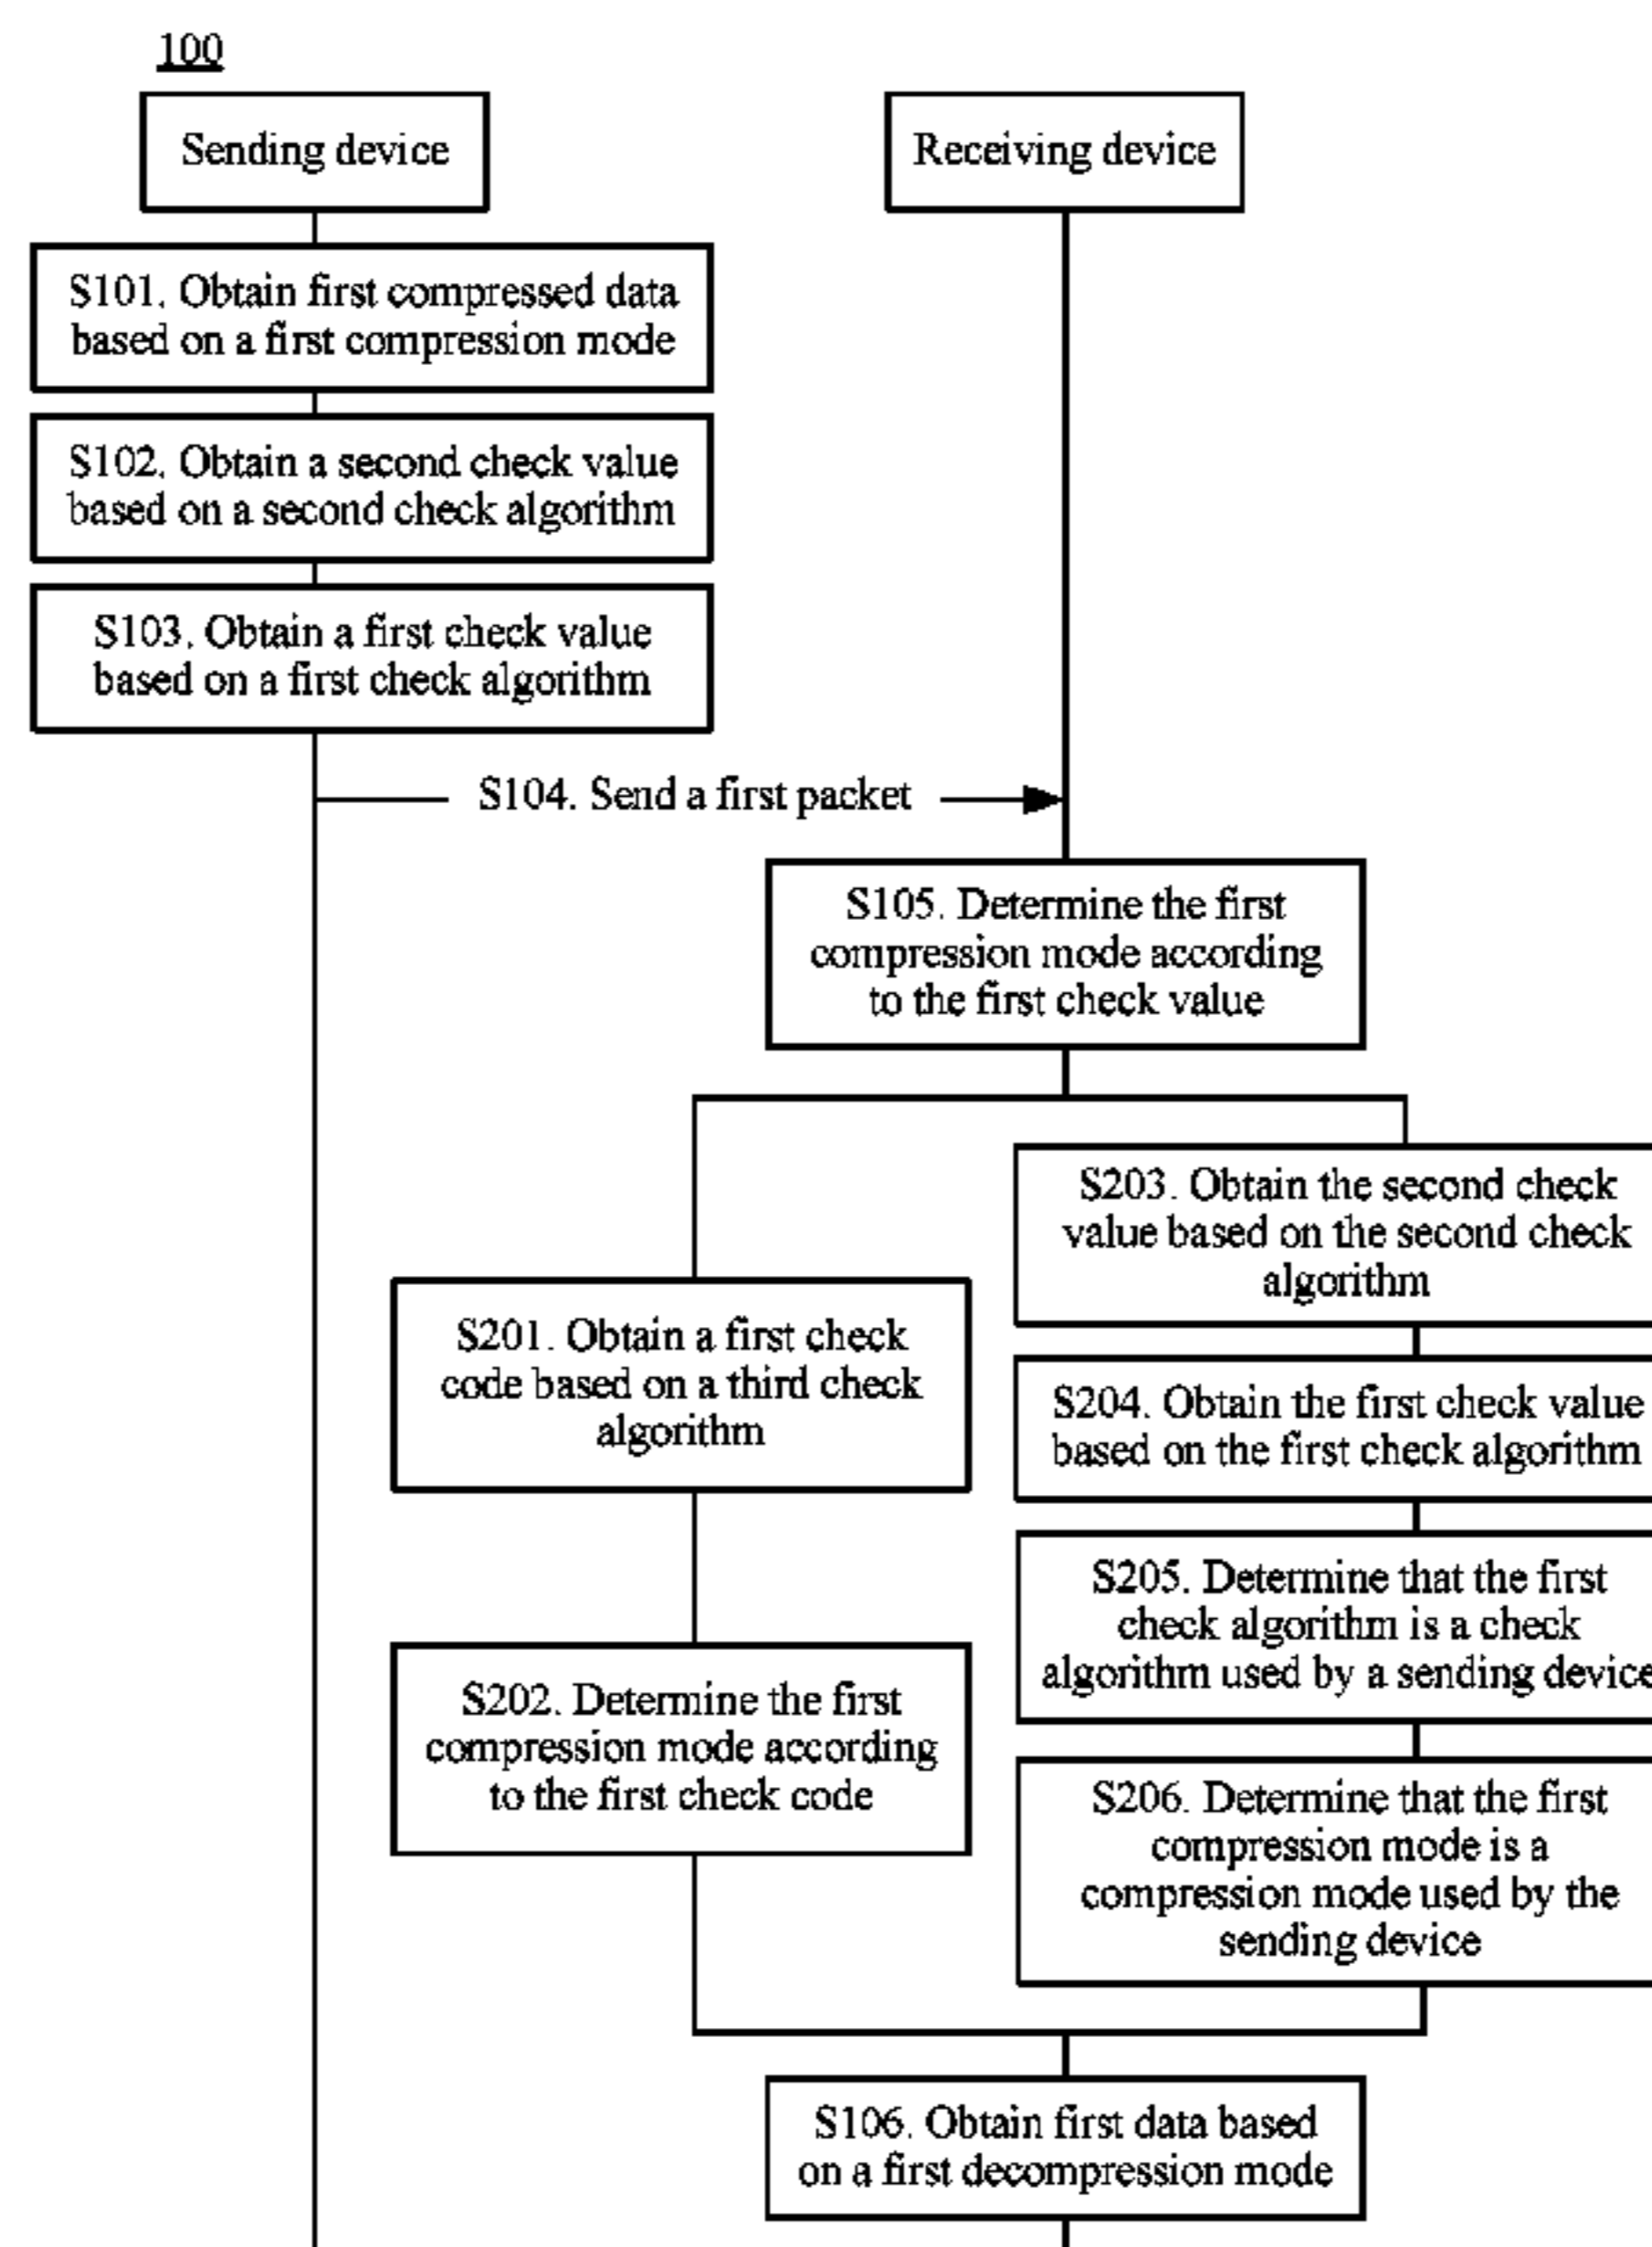 100
Sending device
Receiving device
S101. Obtain first compressed data
based on a first compression mode
S102. Obtain a second check value
based on a second check algorithm
S103. Obtain a first check value
based on a first check algorithm
S104. Send a first packet
S105. Determine the first
compression mode according
to the first check value
S203. Obtain the second check
value based on the second check
algorithm
S201. Obtain a first check
code based on a third check
algorithm
S204. Obtain the first check value
based on the first check algorithm
S205. Determine that the first
check algorithm is a check
algorithm used by a sending device
S202. Determine the first
compression mode according
to the first check code
S206. Determine that the first
compression mode is a
compression mode used by the
sending device
S106. Obtain first data based
on a first decompression mode